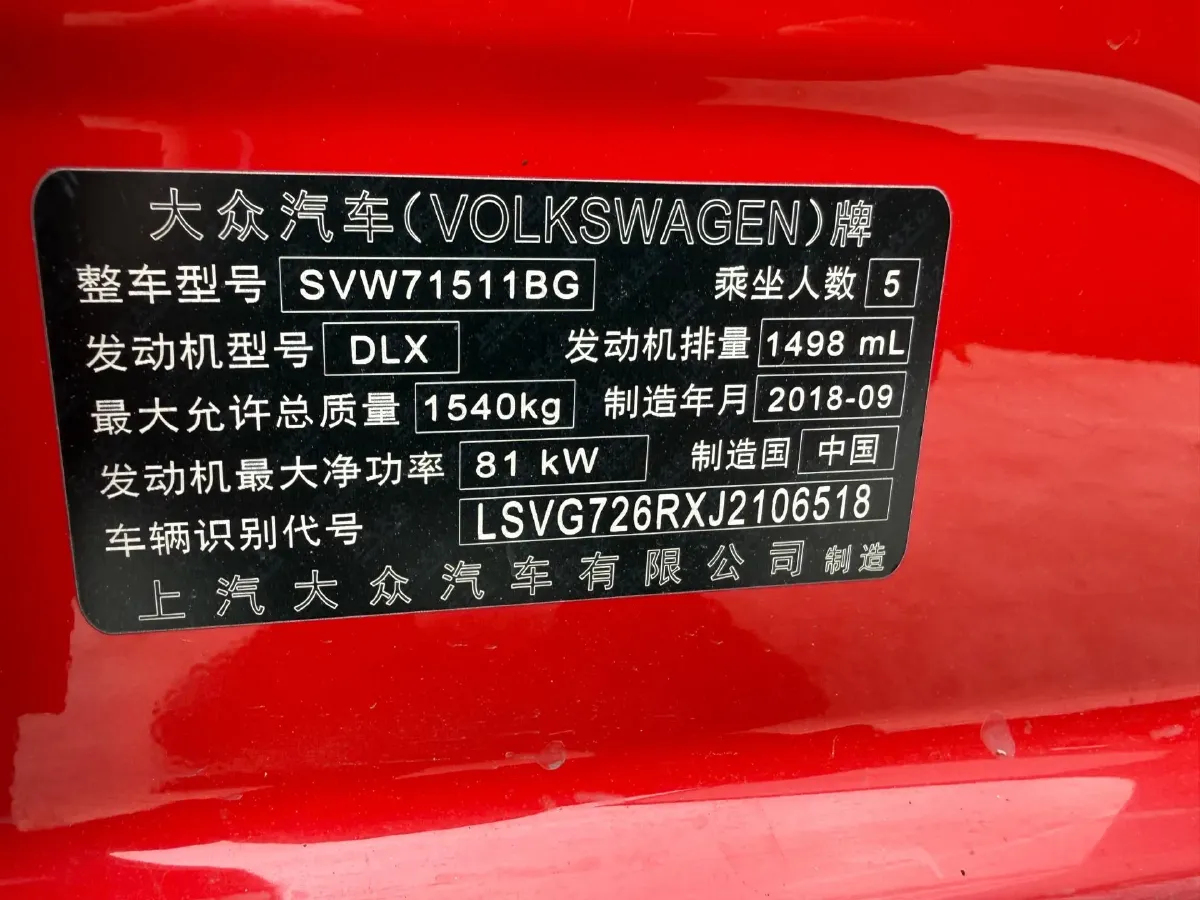 大众汽车(VOLKSWAGEN)牌
整车型号 SVW71511BG 乘坐人数 5
发动机型号 DLX 发动机排量 1498 mL
最大允许总质量 1540kg 制造年月 2018-09
发动机最大净功率 81 kW 制造国 中国
车辆识别代号 LSVG726RXJ2106518
上汽大众汽车有限公司 制造